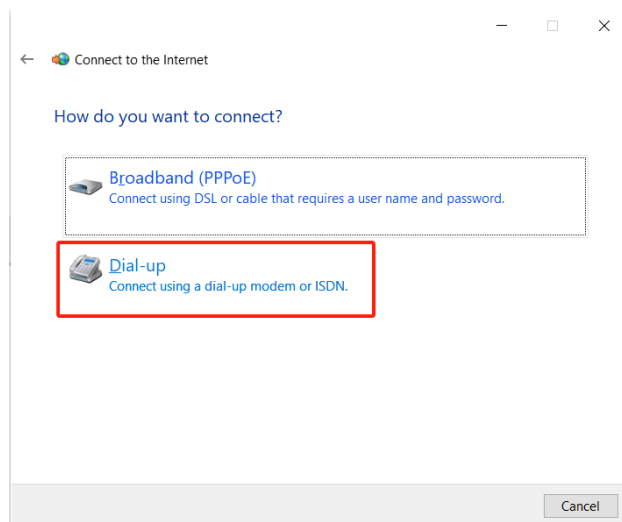 Connect to the Internet
How do you want to connect?
Broadband (PPPoE)
Connect using DSL or cable that requires a user name and password.
Dial-up
Connect using a dial-up modem or ISDN.
Cancel